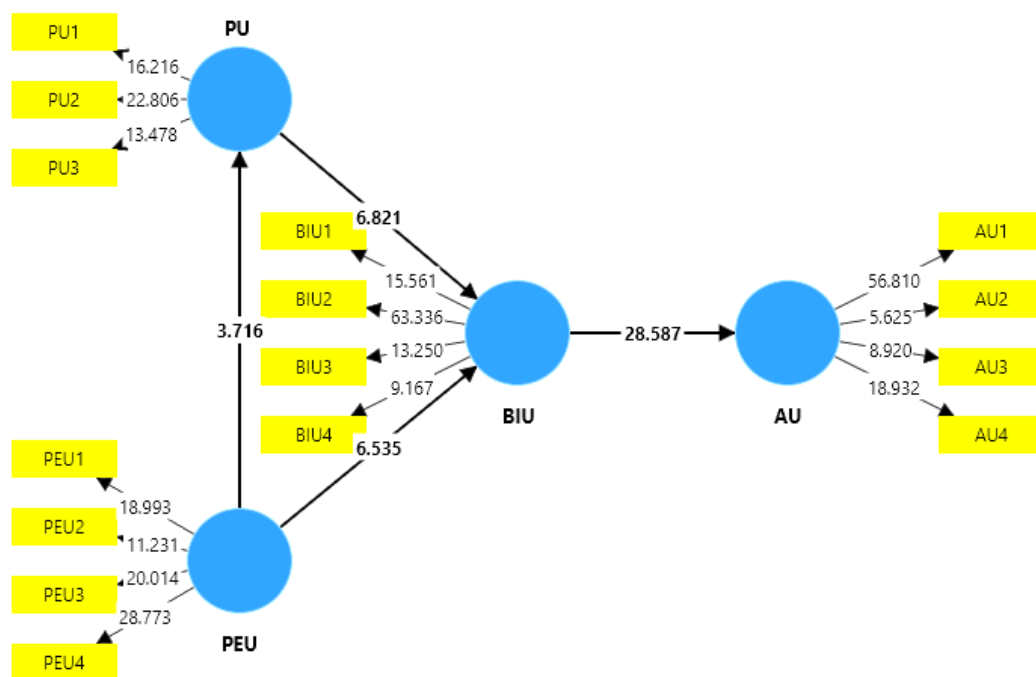 PU
PU1
16.216
PU2
22.806
13.478
PU3
6.821
BIU1
15.561
BIU2
63.336
BIU3
13.250
9.167
BIU4
BIU
3.716
6.535
28.587
AU1
56.810
AU2
5.625
8.920
AU3
18.932
AU4
AU
PEU1
18.993
PEU2
11.231
20.014
PEU3
28.773
PEU4
PEU